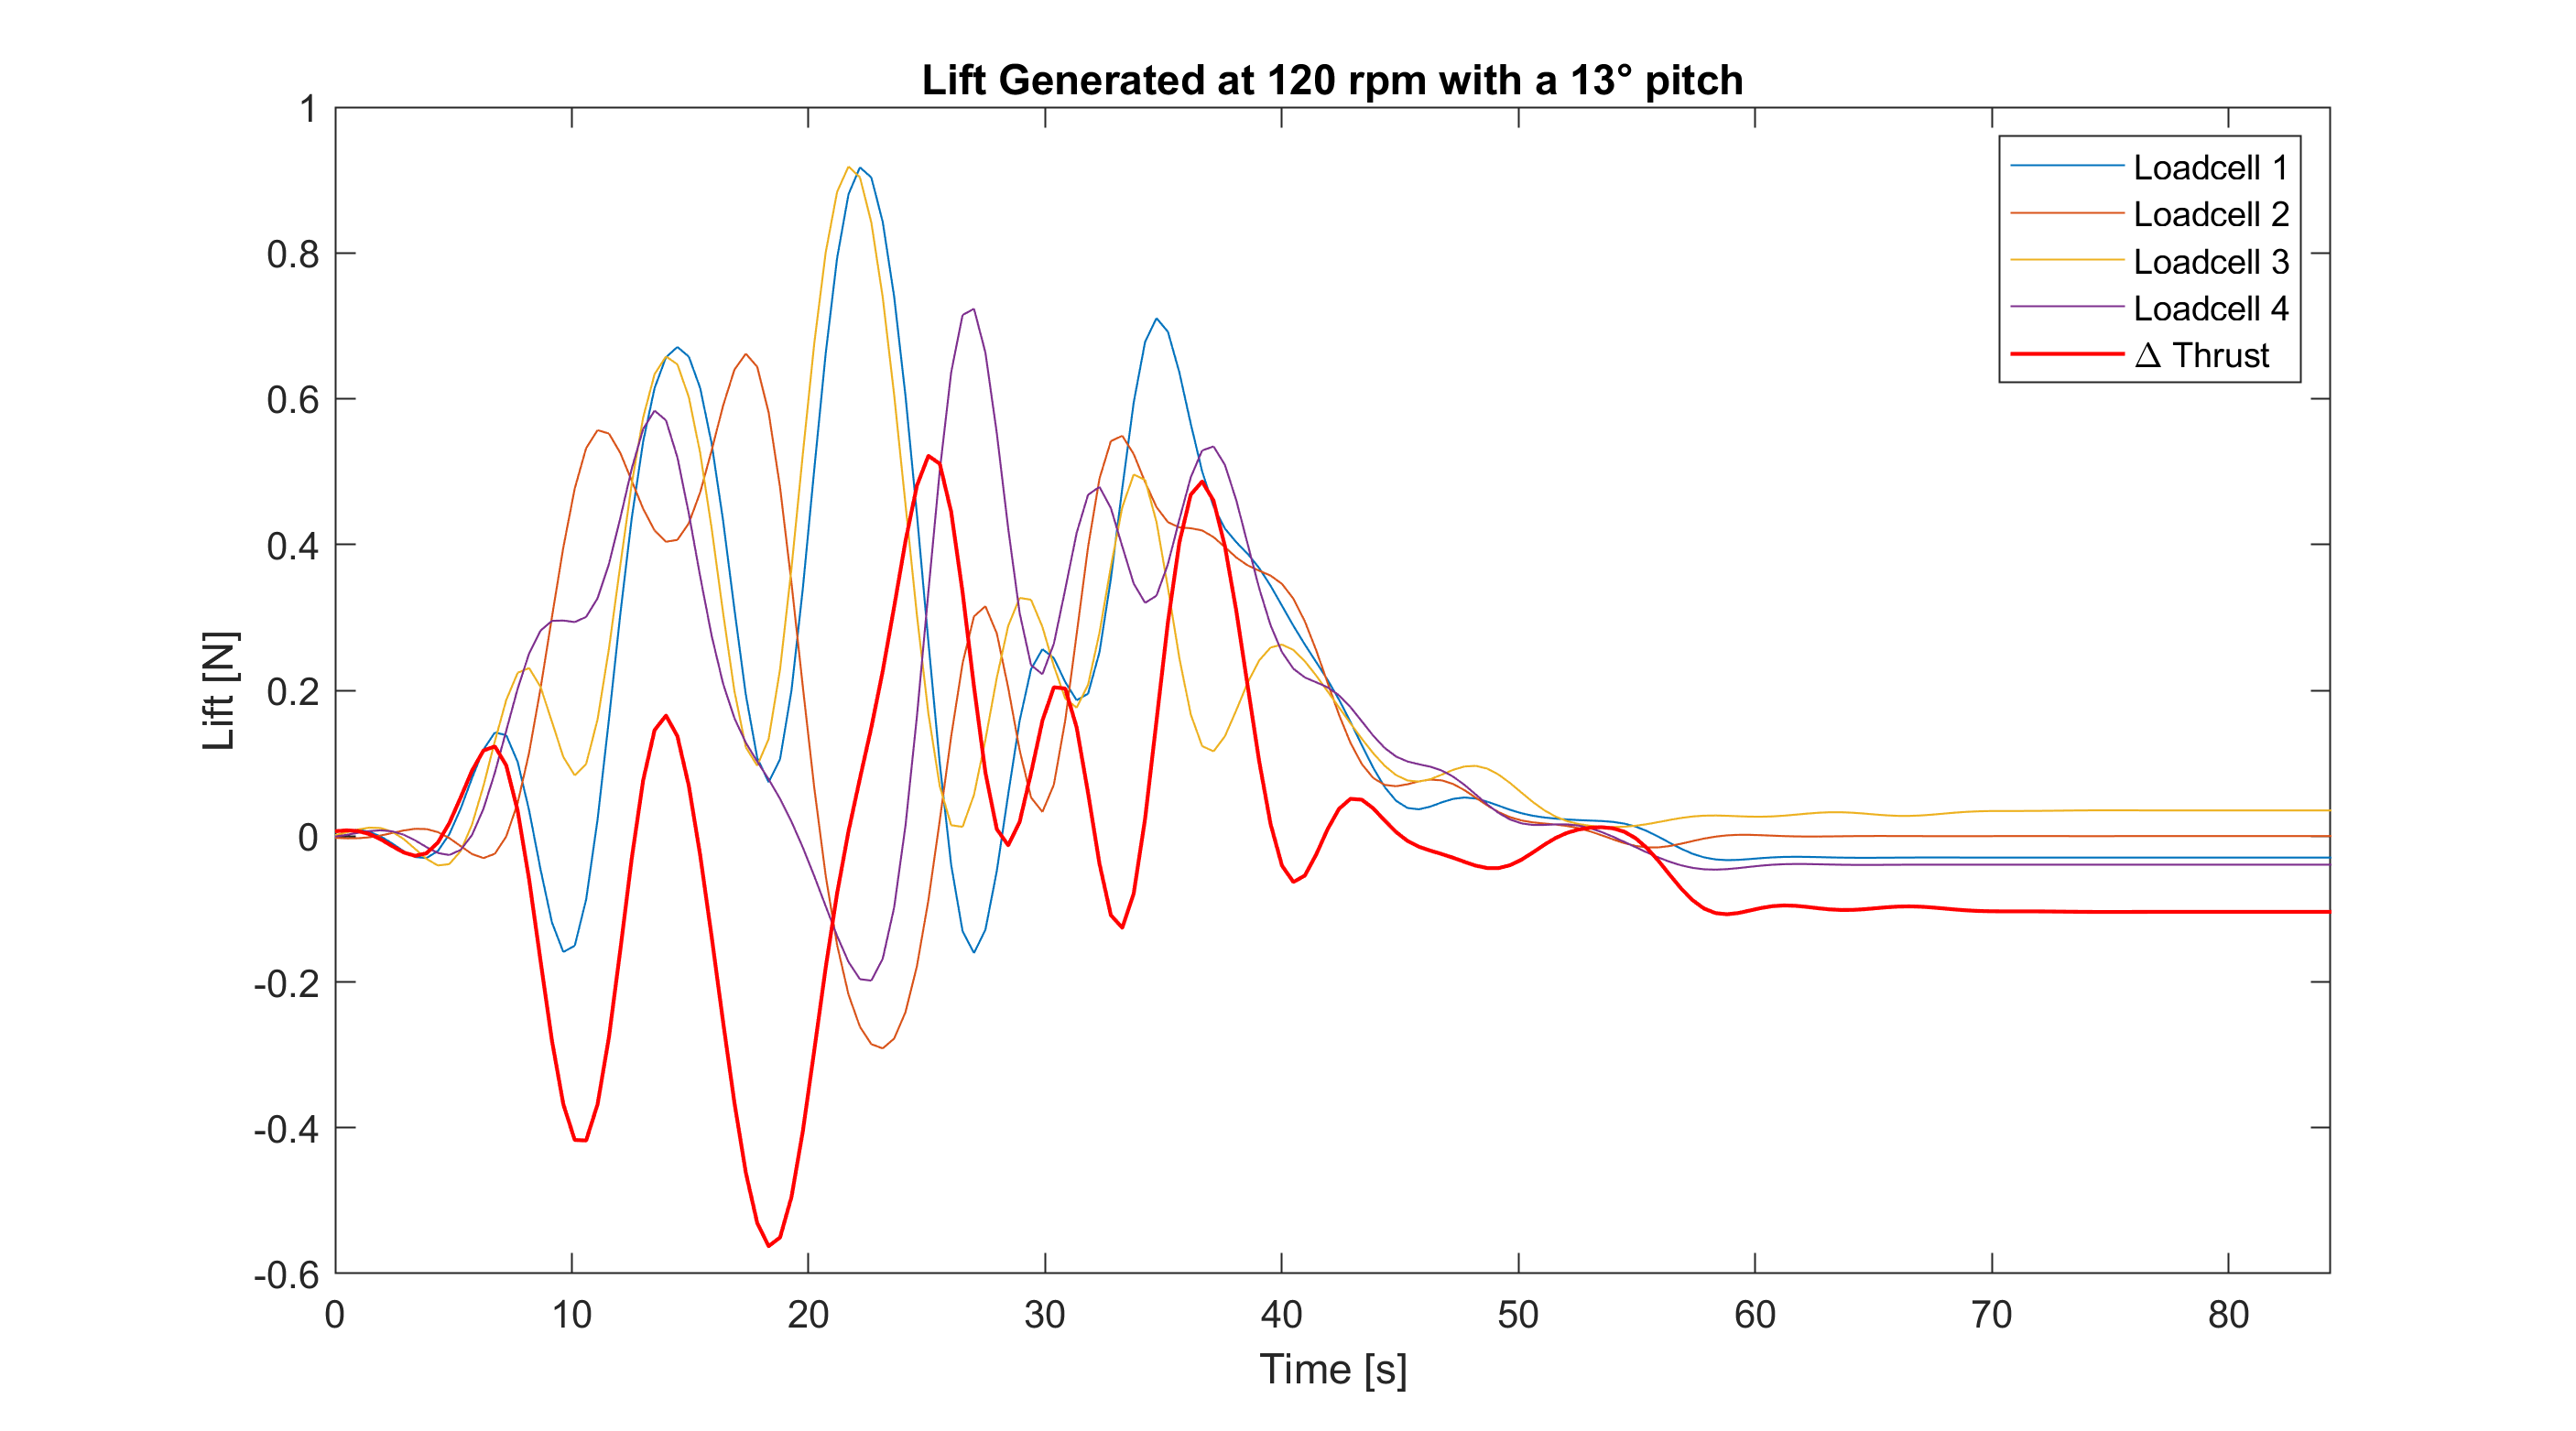 Lift Generated at 120 rpm with a 13° pitch
1
0.8
0.6
0.4
0.2
0
-0.2
-0.4
-0.6
Lift [N]
0 10 20 30 40 50 60 70 80
Time [s]
Loadcell 1
Loadcell 2
Loadcell 3
Loadcell 4
Δ Thrust